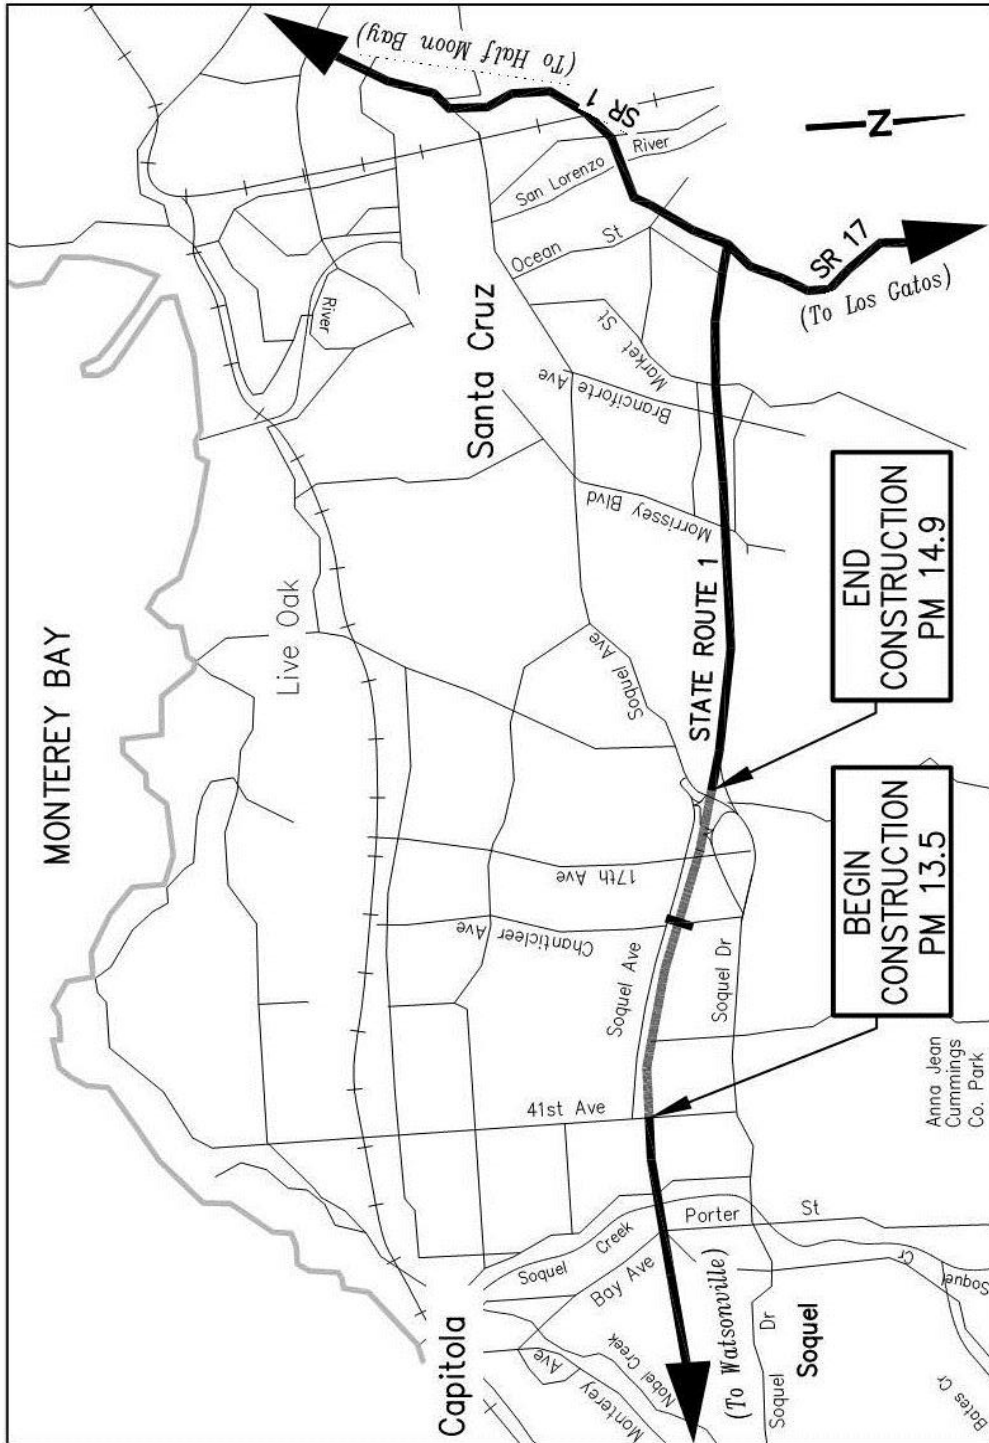 (To Half Moon Bay)
SR 1
San Lorenzo
River
N
Ocean
St
SR 17
(To Los Gatos)
River
Santa Cruz
Market
St
Branciforte Ave
Morrissey Blvd
END
CONSTRUCTION
PM 14.9
STATE ROUTE 1
Live Oak
Soquel Ave
MONTEREY BAY
17th Ave
Chanticleer Ave
Soquel Ave
Soquel Dr
BEGIN
CONSTRUCTION
PM 13.5
41st Ave
Anna Jean
Cummings
Co. Park
Porter
St
Soquel
Creek
Bay Ave
Soquel
Cr
(To Watsonville)
Capitola
Monterey
Ave
Nobel Creek
Soquel
Dr
Soquel
Bates Cr